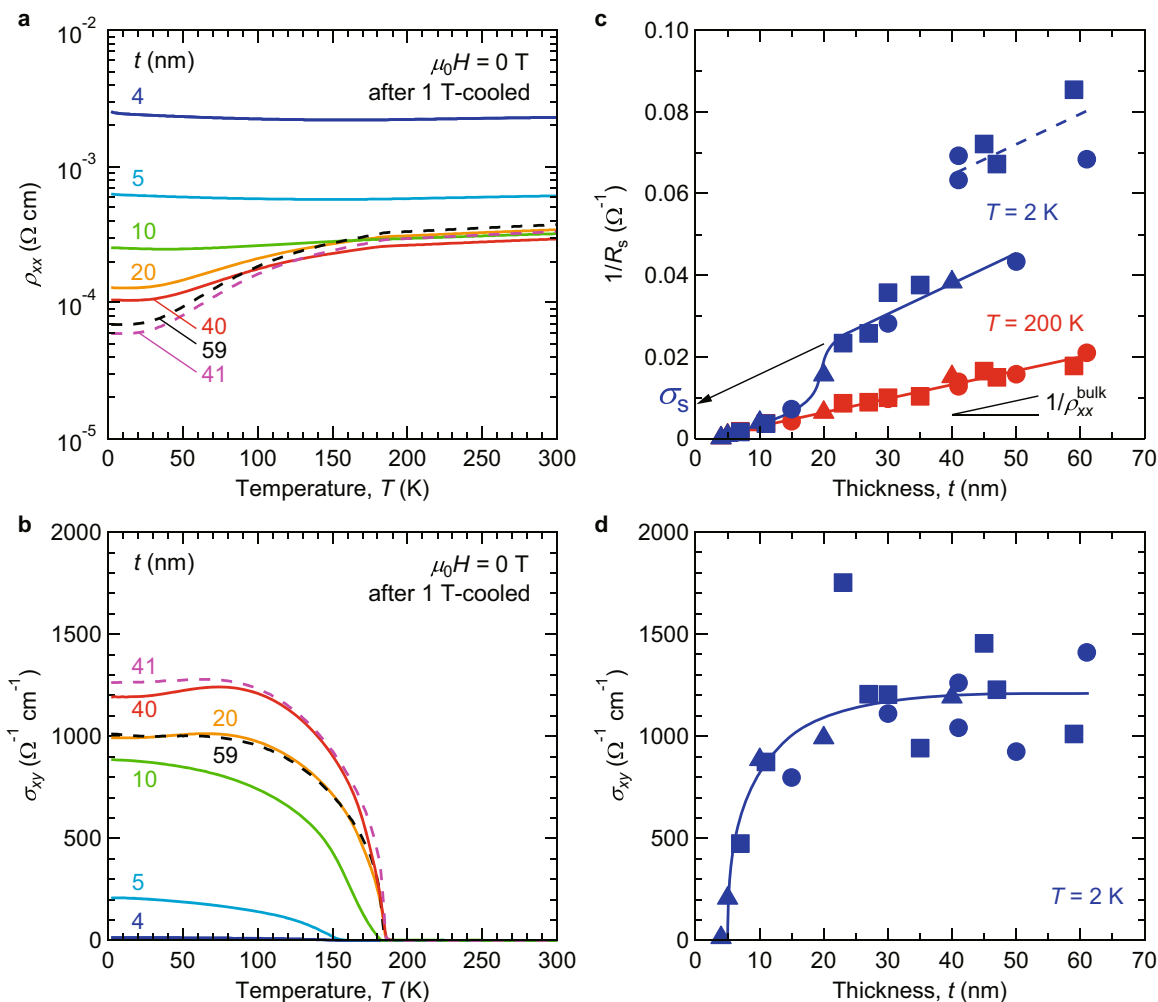 a
10⁻²
10⁻³
10⁻⁴
10⁻⁵
ρxx (Ω cm)
t (nm)
μ₀H = 0 T
after 1 T-cooled
4
5
10
20
40
59
41
0 50 100 150 200 250 300
Temperature, T (K)
b
2000
1500
1000
500
0
σxy (Ω⁻¹ cm⁻¹)
t (nm)
μ₀H = 0 T
after 1 T-cooled
41
40
20
59
10
5
4
0 50 100 150 200 250 300
Temperature, T (K)
c
0.10
0.08
0.06
0.04
0.02
0
1/Rs (Ω⁻¹)
σs
T = 2 K
T = 200 K
1/ρxx^bulk
0 10 20 30 40 50 60 70
Thickness, t (nm)
d
2000
1500
1000
500
0
σxy (Ω⁻¹ cm⁻¹)
T = 2 K
0 10 20 30 40 50 60 70
Thickness, t (nm)